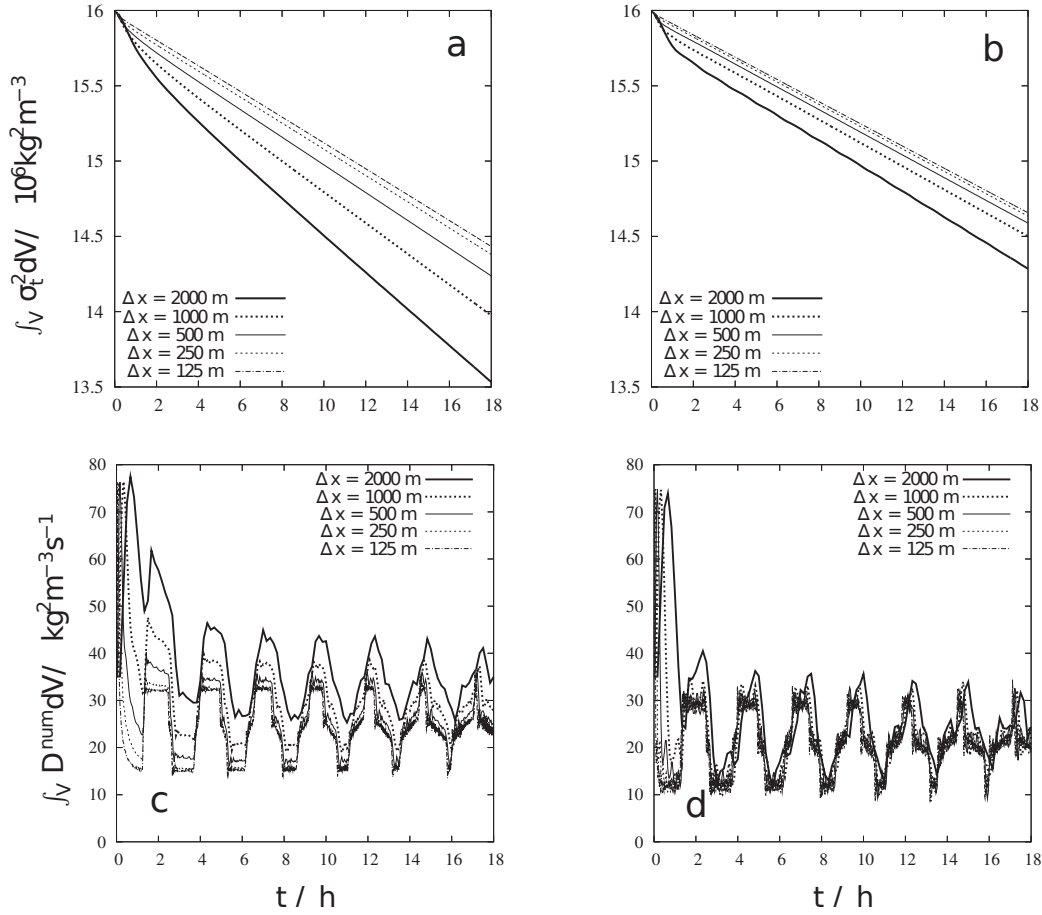 ∫V σt²dV/ 10⁶kg²m⁻³
16
15.5
15
14.5
14
13.5
a
Δ x = 2000 m
Δ x = 1000 m
Δ x = 500 m
Δ x = 250 m
Δ x = 125 m
0 2 4 6 8 10 12 14 16 18
16
15.5
15
14.5
14
13.5
b
Δ x = 2000 m
Δ x = 1000 m
Δ x = 500 m
Δ x = 250 m
Δ x = 125 m
0 2 4 6 8 10 12 14 16 18
∫V DⁿᵘᵐdV/ kg²m⁻³s⁻¹
80
70
60
50
40
30
20
10
0
Δ x = 2000 m
Δ x = 1000 m
Δ x = 500 m
Δ x = 250 m
Δ x = 125 m
c
0 2 4 6 8 10 12 14 16 18
t / h
80
70
60
50
40
30
20
10
0
Δ x = 2000 m
Δ x = 1000 m
Δ x = 500 m
Δ x = 250 m
Δ x = 125 m
d
0 2 4 6 8 10 12 14 16 18
t / h